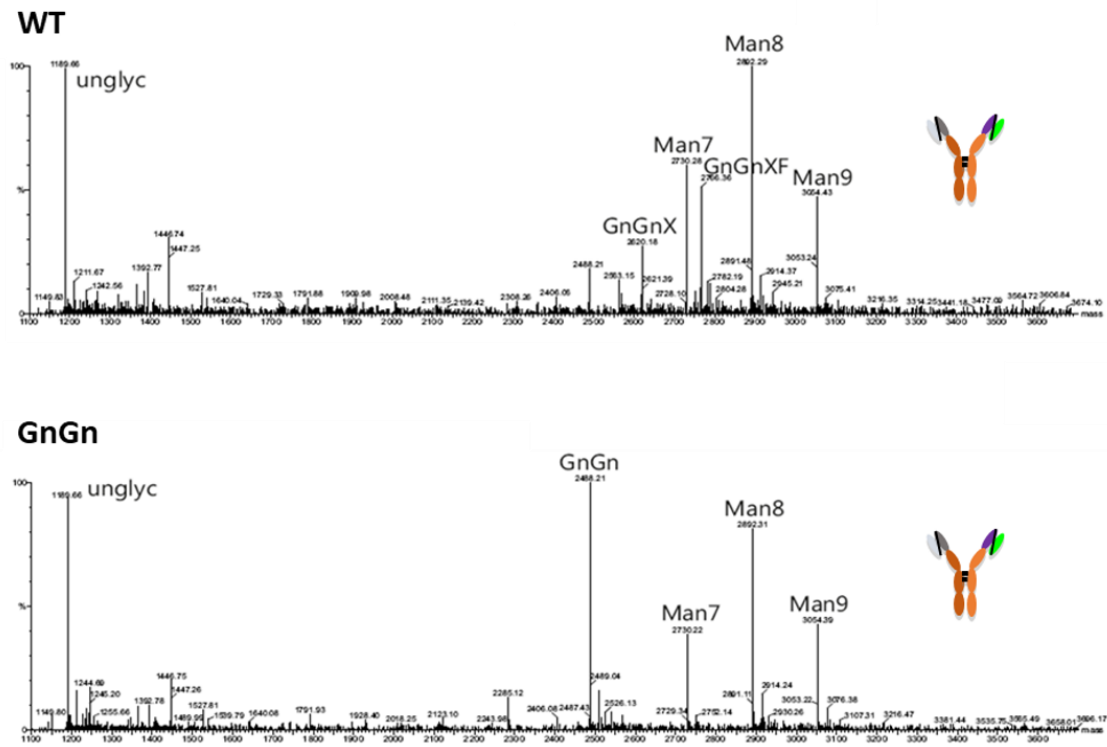 WT
Man8
100 1189.66 2892.29
unglyc
Man7
2730.28 GnGnXF
2766.36 Man9
% 3054.43
GnGnX
1446.74 2620.18
1447.25 3053.24
1392.77 2488.21 2891.48
1211.67 2563.15 2621.39 2782.19 2914.37
1242.56 1527.81 2945.21
1149.83 1640.04 1729.33 1791.88 1909.98 2008.48 2111.35 2139.42 2308.26 2406.05 2728.10 2804.28 3075.41 3216.35 3314.25 3441.18 3477.09 3564.72 3606.84 3674.10
0 mass
1100 1200 1300 1400 1500 1600 1700 1800 1900 2000 2100 2200 2300 2400 2500 2600 2700 2800 2900 3000 3100 3200 3300 3400 3500 3600
GnGn
GnGn
100 1189.66 unglyc 2488.21
Man8
2892.31
Man7 Man9
% 2730.22 3054.39
1244.69 1446.75 2489.04
1245.20 1447.26 2285.12 2914.24
1392.78 2891.11 3053.22 3076.38
1149.80 1255.66 1527.81 2526.13
1489.99 1539.79 1640.08 1791.93 1928.40 2018.25 2123.10 2243.98 2406.08 2487.43 2729.34 2752.14 2930.26 3107.31 3216.47 3381.44 3535.75 3565.49 3658.01 3696.17
0 mass
1100 1200 1300 1400 1500 1600 1700 1800 1900 2000 2100 2200 2300 2400 2500 2600 2700 2800 2900 3000 3100 3200 3300 3400 3500 3600